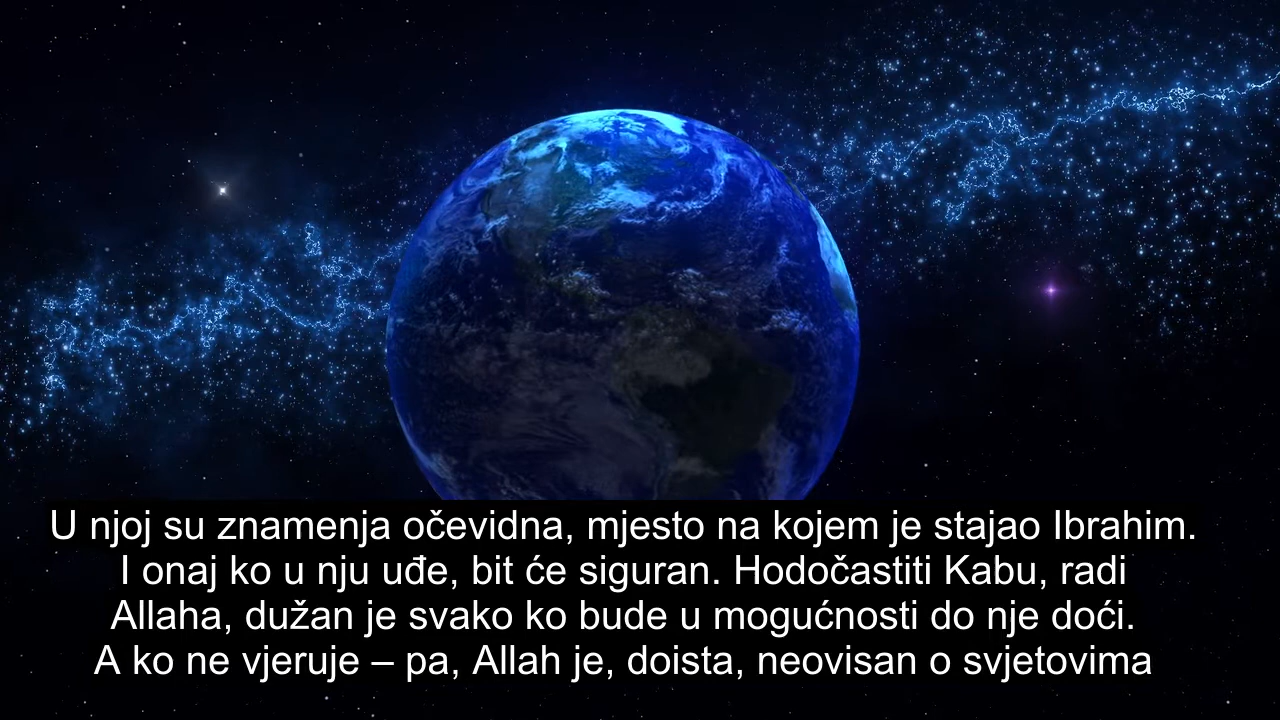 U njoj su znamenja očevidna, mjesto na kojem je stajao Ibrahim.
I onaj ko u nju uđe, bit će siguran. Hodočastiti Kabu, radi
Allaha, dužan je svako ko bude u mogućnosti do nje doći.
A ko ne vjeruje – pa, Allah je, doista, neovisan o svjetovima